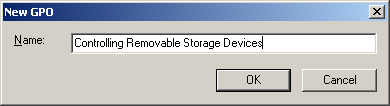 New GPO
Name: Controlling Removable Storage Devices
OK Cancel